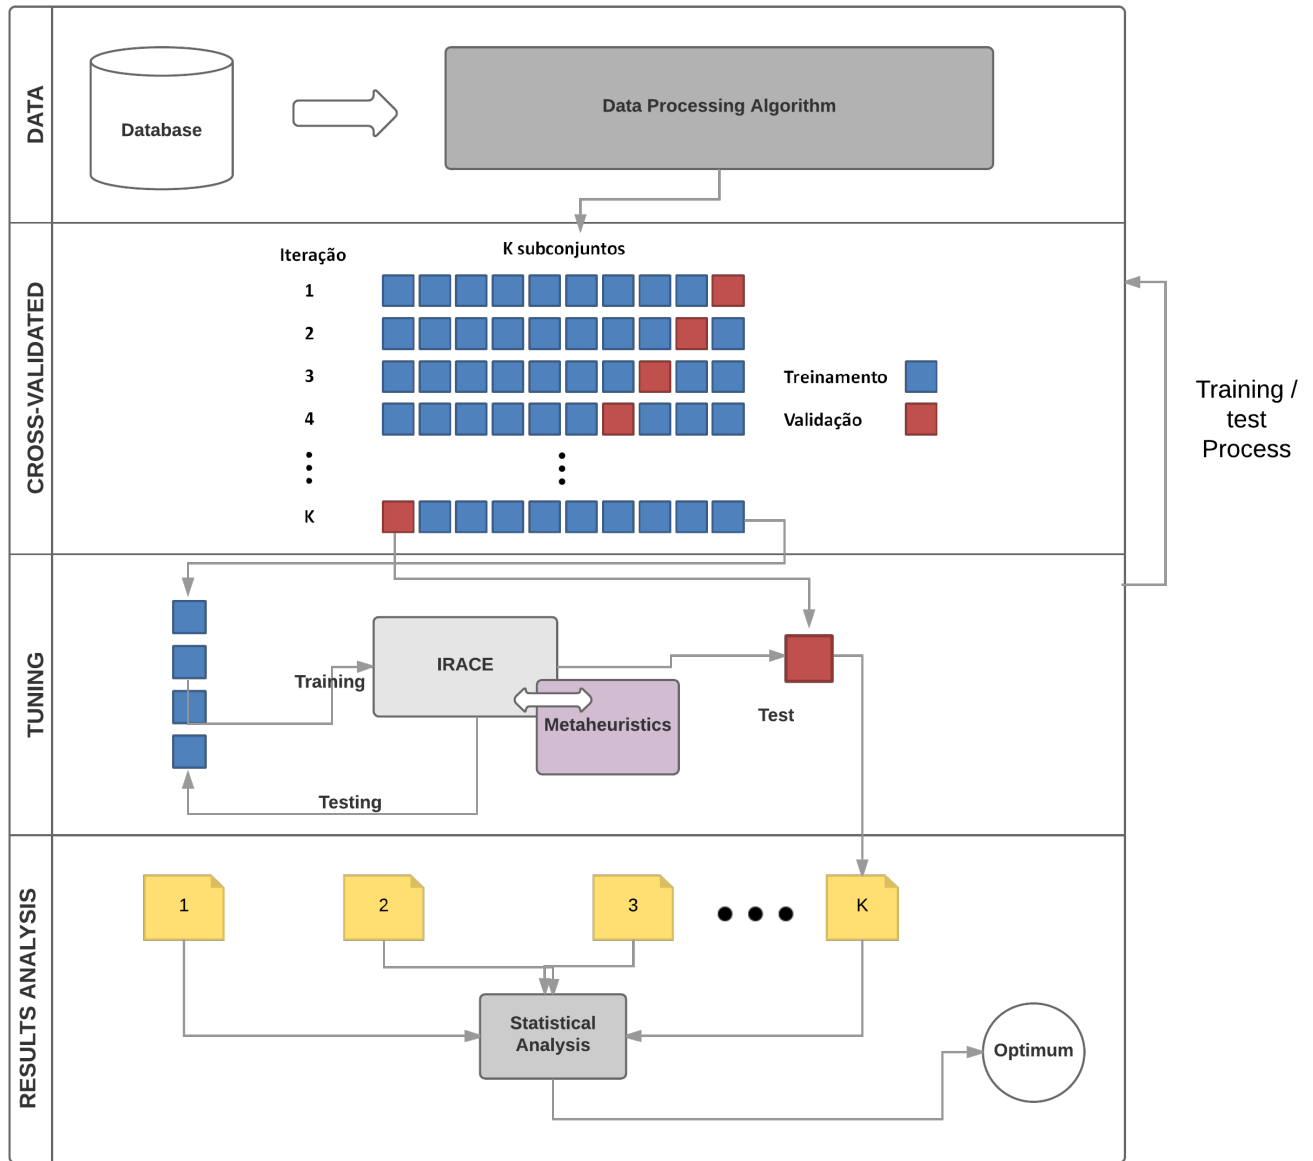 DATA
Database
Data Processing Algorithm
CROSS-VALIDATED
Iteração
K subconjuntos
1
2
3
4
K
Treinamento
Validação
Training /
test
Process
TUNING
Training
IRACE
Metaheuristics
Test
Testing
RESULTS ANALYSIS
1
2
3
K
Statistical
Analysis
Optimum